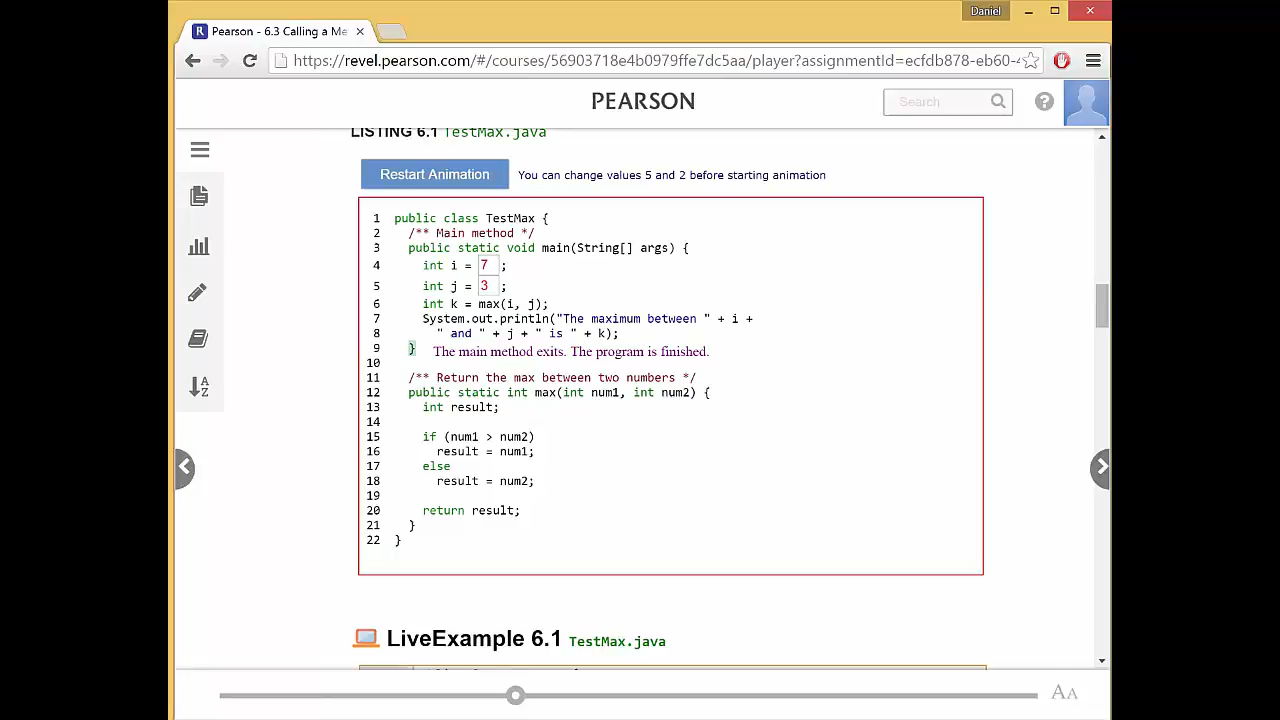 Daniel
R Pearson - 6.3 Calling a Me
https://revel.pearson.com/#/courses/56903718e4b0979ffe7dc5aa/player?assignmentId=ecfdb878-eb60-4
PEARSON
Search
?
LISTING 6.1 TestMax.java
Restart Animation You can change values 5 and 2 before starting animation
1 public class TestMax {
2 /** Main method */
3 public static void main(String[] args) {
4 int i = 7 ;
5 int j = 3 ;
6 int k = max(i, j);
7 System.out.println("The maximum between " + i +
8 " and " + j + " is " + k);
9 } The main method exits. The program is finished.
10
11 /** Return the max between two numbers */
12 public static int max(int num1, int num2) {
13 int result;
14
15 if (num1 > num2)
16 result = num1;
17 else
18 result = num2;
19
20 return result;
21 }
22 }
A
Z
LiveExample 6.1 TestMax.java
AA